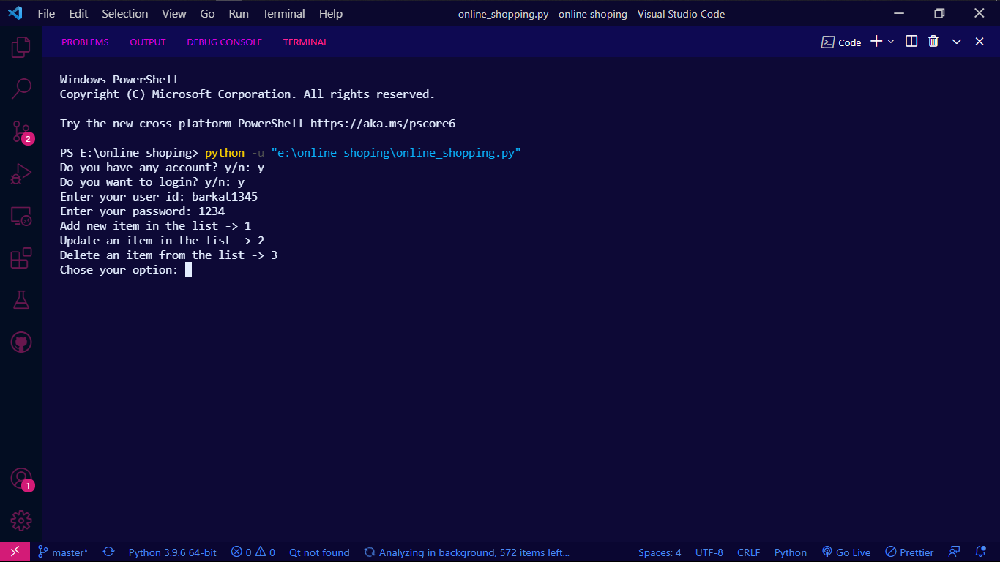 File Edit Selection View Go Run Terminal Help online_shopping.py - online shoping - Visual Studio Code
PROBLEMS OUTPUT DEBUG CONSOLE TERMINAL Code
Windows PowerShell
Copyright (C) Microsoft Corporation. All rights reserved.
Try the new cross-platform PowerShell https://aka.ms/pscore6
PS E:\online shoping> python -u "e:\online shoping\online_shopping.py"
Do you have any account? y/n: y
Do you want to login? y/n: y
Enter your user id: barkat1345
Enter your password: 1234
Add new item in the list -> 1
Update an item in the list -> 2
Delete an item from the list -> 3
Chose your option:
2
1
master* Python 3.9.6 64-bit 0 0 Qt not found Analyzing in background, 572 items left... Spaces: 4 UTF-8 CRLF Python Go Live Prettier